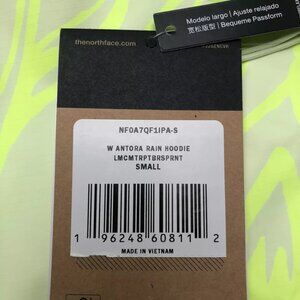 Modelo largo | Ajuste relajado
宽松版型 | Bequeme Passform
thenorthface.com
NF0A7QF1IPA-S
W ANTORA RAIN HOODIE
LMCMTRPTBRSPRNT
SMALL
1 96248 60811 2
MADE IN VIETNAM